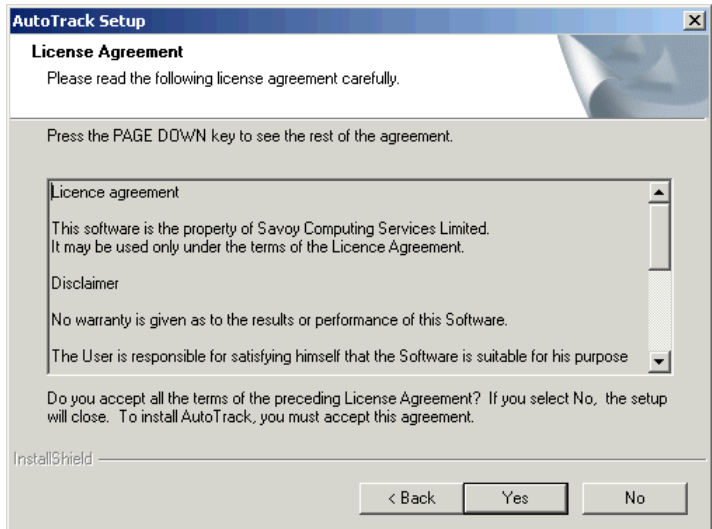 AutoTrack Setup
License Agreement
Please read the following license agreement carefully.
Press the PAGE DOWN key to see the rest of the agreement.
Licence agreement
This software is the property of Savoy Computing Services Limited.
It may be used only under the terms of the Licence Agreement.
Disclaimer
No warranty is given as to the results or performance of this Software.
The User is responsible for satisfying himself that the Software is suitable for his purpose
Do you accept all the terms of the preceding License Agreement? If you select No, the setup
will close. To install AutoTrack, you must accept this agreement.
InstallShield
< Back Yes No